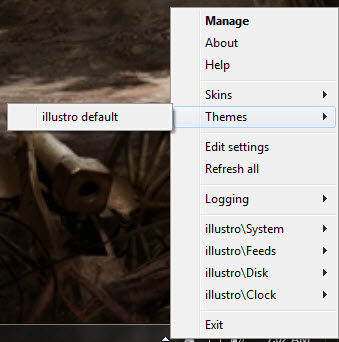 Manage
About
Help
Skins
Themes
illustro default
Edit settings
Refresh all
Logging
illustro\System
illustro\Feeds
illustro\Disk
illustro\Clock
Exit